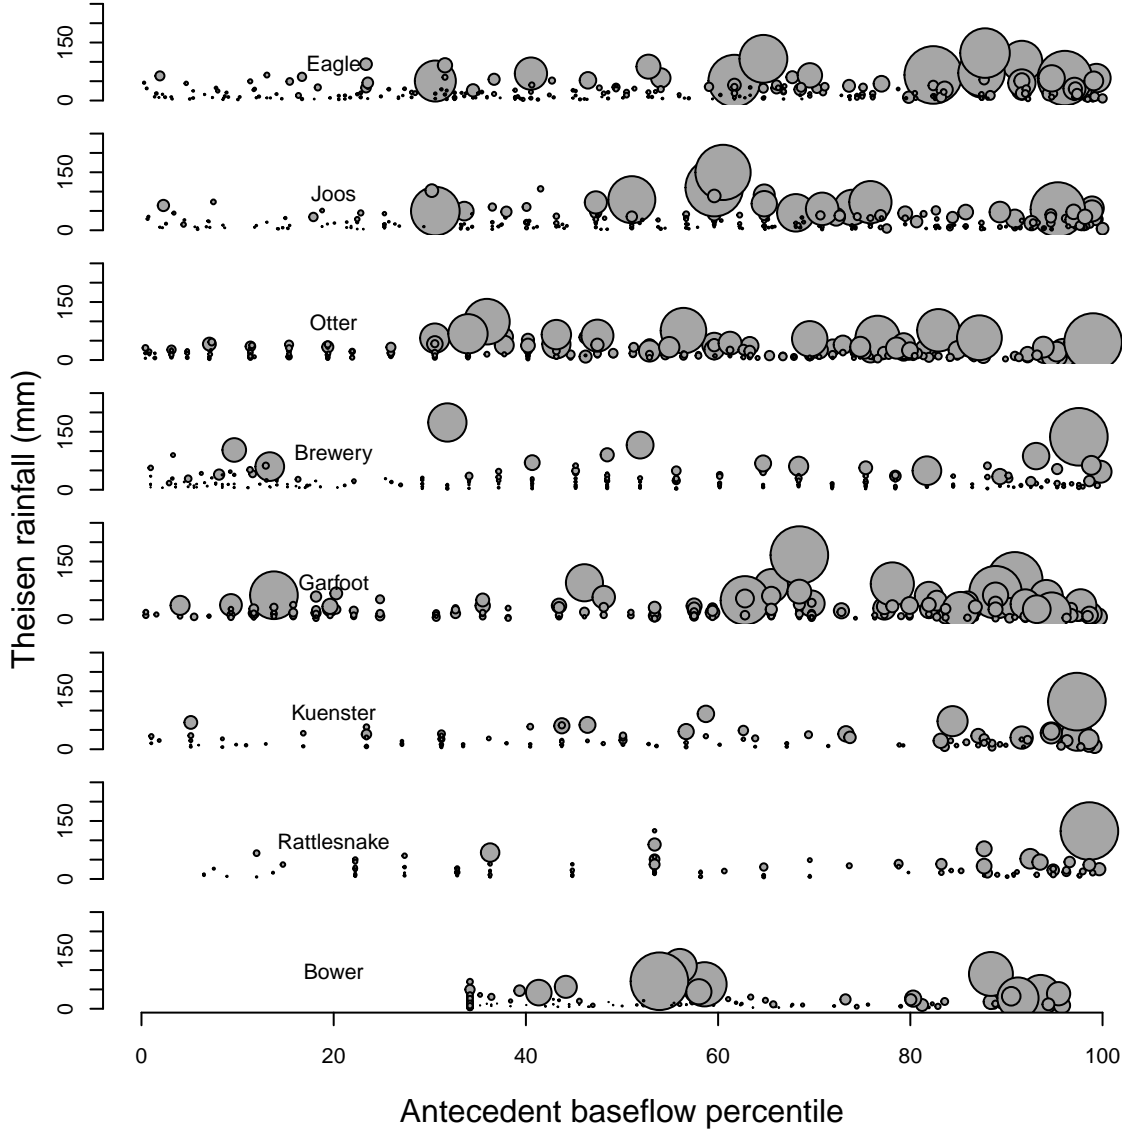 Theisen rainfall (mm)
0 150 Eagle
0 150 Joos
0 150 Otter
0 150 Brewery
0 150 Garfoot
0 150 Kuenster
0 150 Rattlesnake
0 150 Bower
0 20 40 60 80 100
Antecedent baseflow percentile